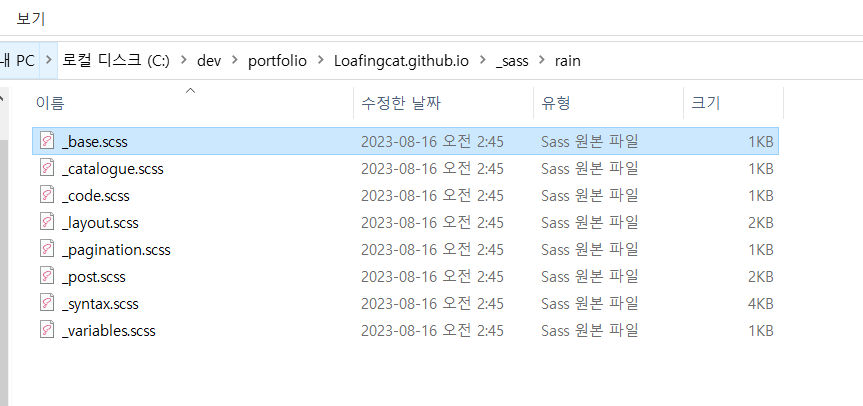 보기
내 PC > 로컬 디스크 (C:) > dev > portfolio > Loafingcat.github.io > _sass > rain
이름 수정한 날짜 유형 크기
_base.scss 2023-08-16 오전 2:45 Sass 원본 파일 1KB
_catalogue.scss 2023-08-16 오전 2:45 Sass 원본 파일 1KB
_code.scss 2023-08-16 오전 2:45 Sass 원본 파일 1KB
_layout.scss 2023-08-16 오전 2:45 Sass 원본 파일 2KB
_pagination.scss 2023-08-16 오전 2:45 Sass 원본 파일 1KB
_post.scss 2023-08-16 오전 2:45 Sass 원본 파일 2KB
_syntax.scss 2023-08-16 오전 2:45 Sass 원본 파일 4KB
_variables.scss 2023-08-16 오전 2:45 Sass 원본 파일 1KB